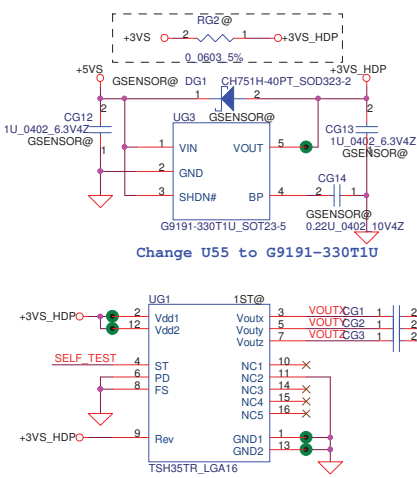 RG2@
+3VS 2 1 +3VS_HDP
0_0603_5%
+5VS GSENSOR@ DG1 CH751H-40PT_SOD323-2 +3VS_HDP
1 2
GSENSOR@
2 CG12 UG3 2 CG13
1U_0402_6.3V4Z 1U_0402_6.3V4Z
GSENSOR@ GSENSOR@
1 1
1 VIN VOUT 5
2 GND
CG14
3 SHDN# BP 4 2 1
GSENSOR@
G9191-330T1U_SOT23-5 0.22U_0402_10V4Z
Change U55 to G9191-330T1U
UG1 1ST@
+3VS_HDP 2 Vdd1 Voutx 3 VOUTX CG1 1 2
12 Vdd2 Vouty 5 VOUTY CG2 1 2
Voutz 7 VOUTZ CG3 1 2
SELF_TEST 4 ST NC1 10
6 PD NC2 11
8 FS NC3 14
NC4 15
NC5 16
+3VS_HDP 9 Rev GND1 1
GND2 13
TSH35TR_LGA16